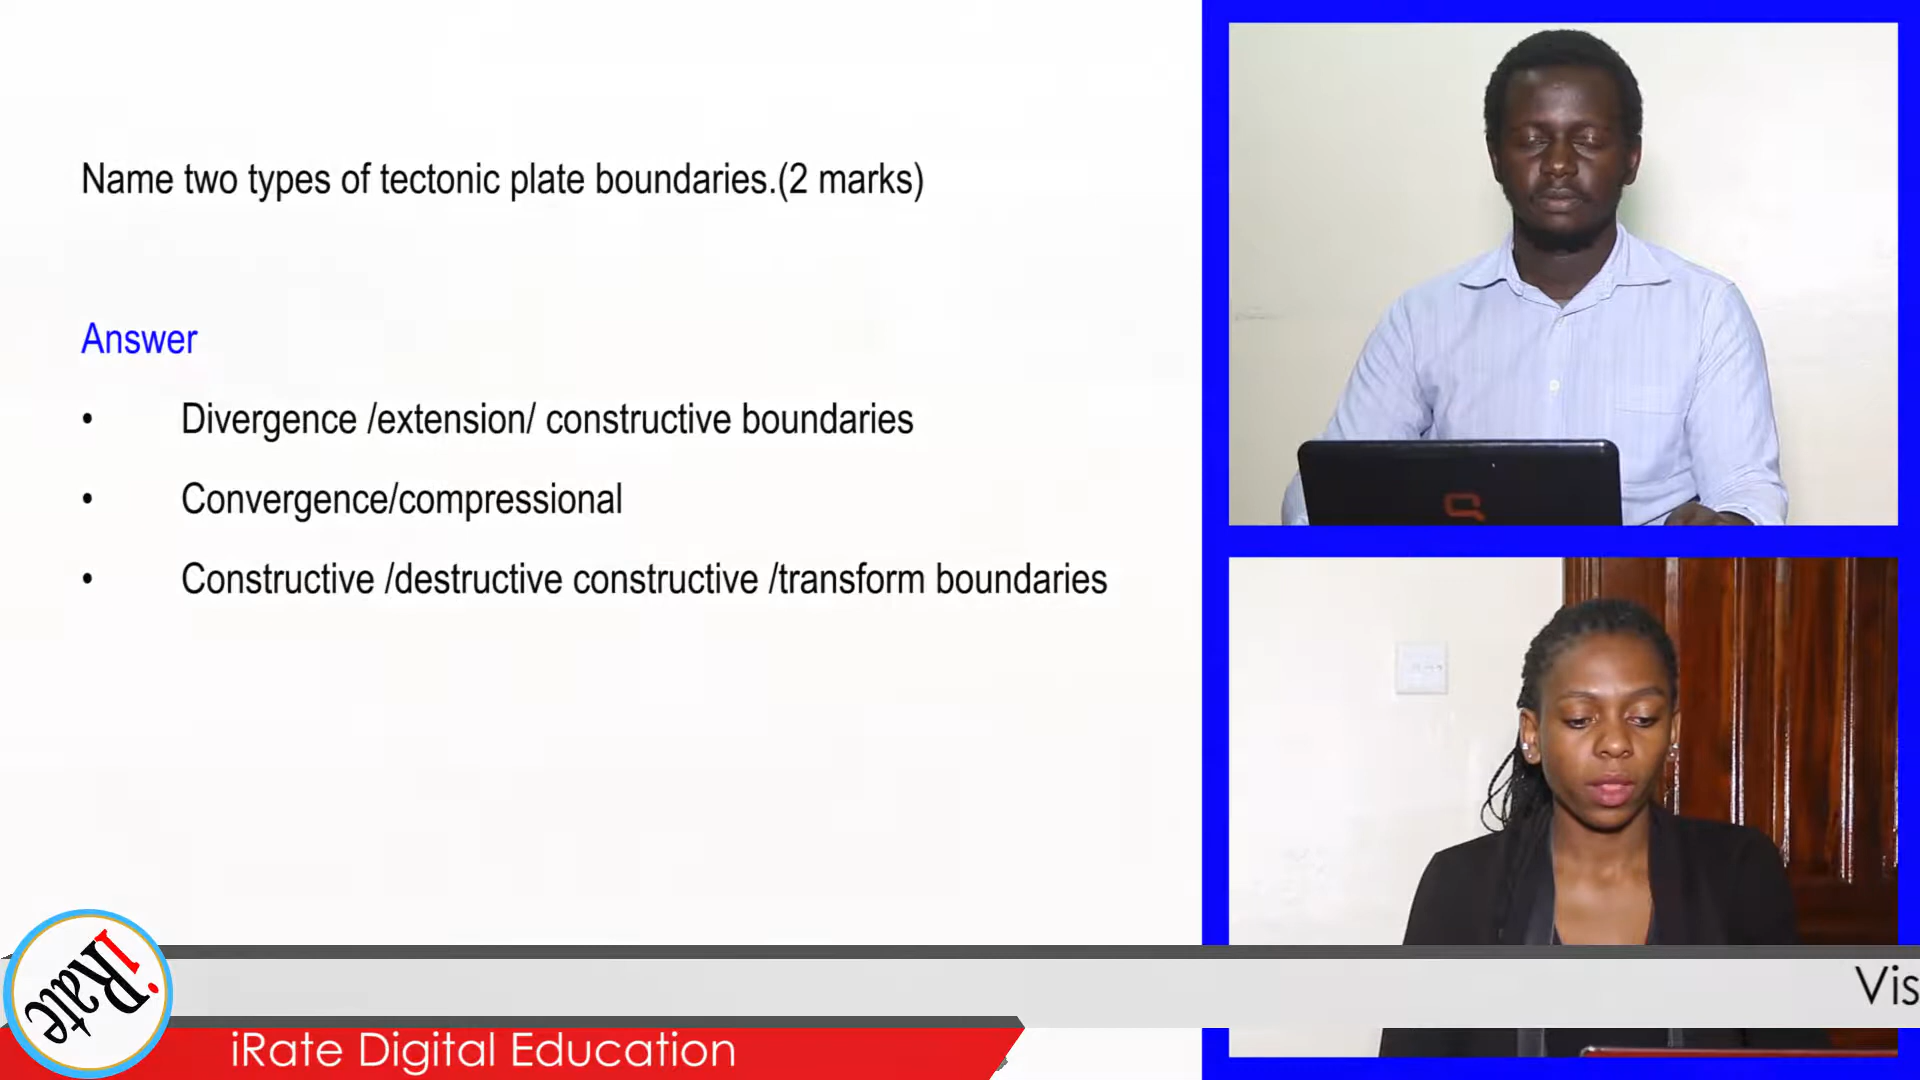 Name two types of tectonic plate boundaries.(2 marks)
Answer
• Divergence /extension/ constructive boundaries
• Convergence/compressional
• Constructive /destructive constructive /transform boundaries
iRate
Vis
iRate Digital Education